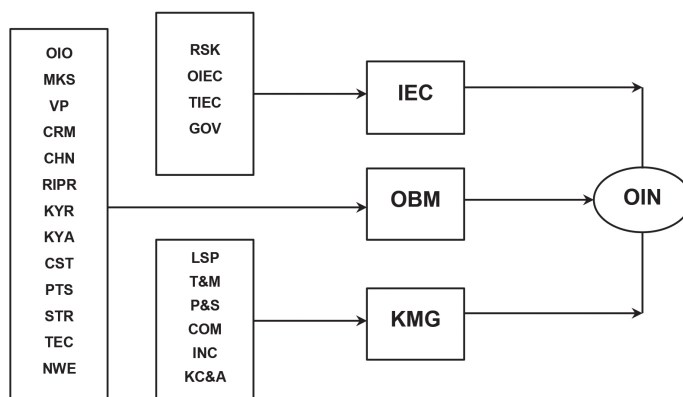 OIO
MKS
VP
CRM
CHN
RIPR
KYR
KYA
CST
PTS
STR
TEC
NWE
RSK
OIEC
TIEC
GOV
LSP
T&M
P&S
COM
INC
KC&A
IEC
OBM
KMG
OIN